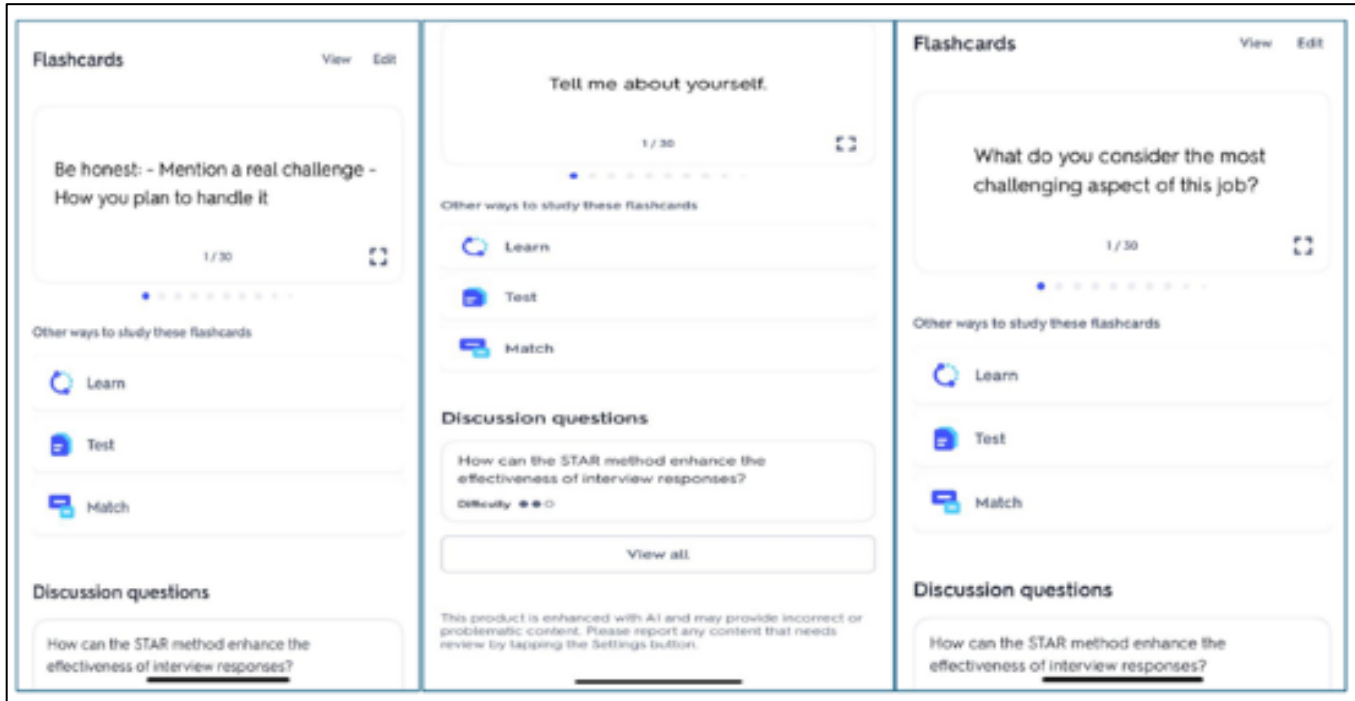 Flashcards
View Edit
Be honest: - Mention a real challenge -
How you plan to handle it
1 / 30
Other ways to study these flashcards
Learn
Test
Match
Discussion questions
How can the STAR method enhance the
effectiveness of interview responses?
Tell me about yourself.
1 / 30
Other ways to study these flashcards
Learn
Test
Match
Discussion questions
How can the STAR method enhance the
effectiveness of interview responses?
Difficulty
View all
This product is enhanced with AI and may provide incorrect or
problematic content. Please report any content that needs
review by tapping the Settings button.
Flashcards
View Edit
What do you consider the most
challenging aspect of this job?
1 / 30
Other ways to study these flashcards
Learn
Test
Match
Discussion questions
How can the STAR method enhance the
effectiveness of interview responses?